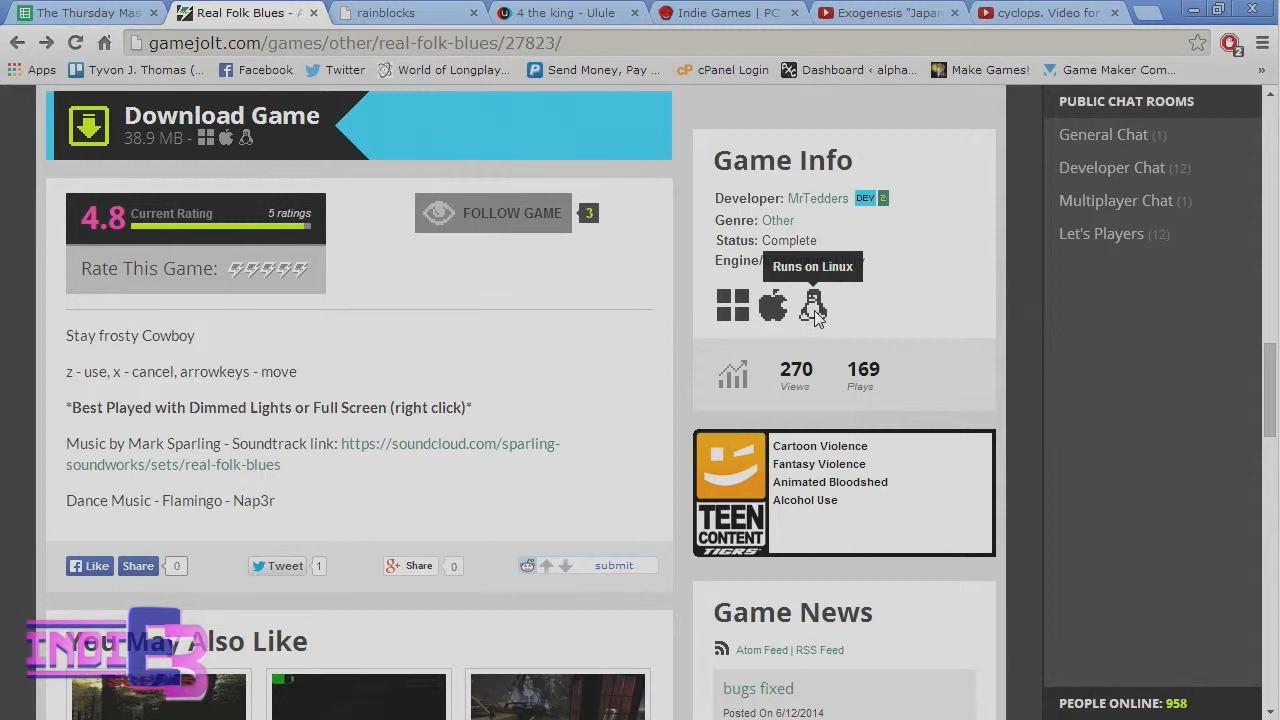 The Thursday Mas
Real Folk Blues - A
rainblocks
4 the king - Ulule
Indie Games | PC
Exogenesis "Japan
cyclops. Video for
gamejolt.com/games/other/real-folk-blues/27823/
2
Apps
Tyvon J. Thomas (...
Facebook
Twitter
World of Longplay...
Send Money, Pay ...
cPanel Login
Dashboard ‹ alpha...
Make Games!
Game Maker Com...
»
Download Game
38.9 MB -
4.8 Current Rating 5 ratings
Rate This Game:
FOLLOW GAME 3
Stay frosty Cowboy
z - use, x - cancel, arrowkeys - move
*Best Played with Dimmed Lights or Full Screen (right click)*
Music by Mark Sparling - Soundtrack link: https://soundcloud.com/sparling-
soundworks/sets/real-folk-blues
Dance Music - Flamingo - Nap3r
Like Share 0
Tweet 1
Share 0
submit
You May Also Like
INDIE3
Game Info
Developer: MrTedders DEV 2
Genre: Other
Status: Complete
Engine/
Runs on Linux
270
Views
169
Plays
TEEN
CONTENT
TIGRS
Cartoon Violence
Fantasy Violence
Animated Bloodshed
Alcohol Use
Game News
Atom Feed | RSS Feed
bugs fixed
Posted On 6/12/2014
PUBLIC CHAT ROOMS
General Chat (1)
Developer Chat (12)
Multiplayer Chat (1)
Let's Players (12)
PEOPLE ONLINE: 958